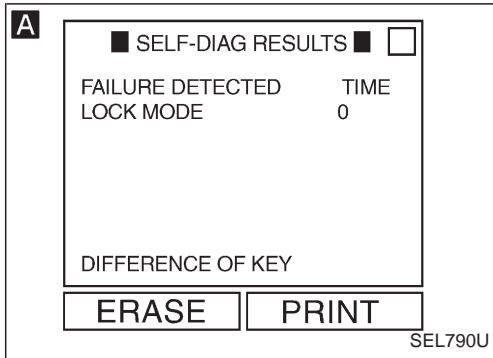 A
SELF-DIAG RESULTS
FAILURE DETECTED TIME
LOCK MODE 0
DIFFERENCE OF KEY
ERASE PRINT
SEL790U